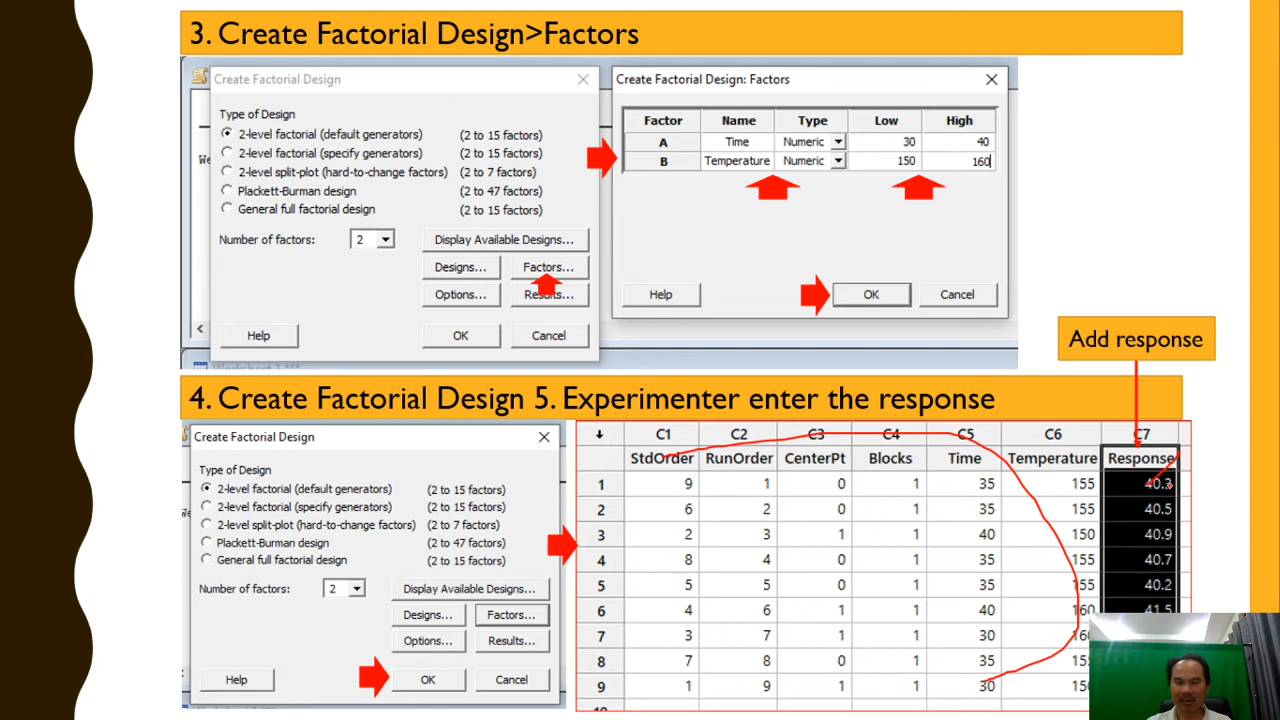 3. Create Factorial Design>Factors
Create Factorial Design
Type of Design
2-level factorial (default generators) (2 to 15 factors)
2-level factorial (specify generators) (2 to 15 factors)
2-level split-plot (hard-to-change factors) (2 to 7 factors)
Plackett-Burman design (2 to 47 factors)
General full factorial design (2 to 15 factors)
Number of factors: 2 Display Available Designs...
Designs... Factors...
Options... Results...
Help OK Cancel
Create Factorial Design: Factors
Factor Name Type Low High
A Time Numeric 30 40
B Temperature Numeric 150 160
Help OK Cancel
Add response
4. Create Factorial Design 5. Experimenter enter the response
Create Factorial Design
Type of Design
2-level factorial (default generators) (2 to 15 factors)
2-level factorial (specify generators) (2 to 15 factors)
2-level split-plot (hard-to-change factors) (2 to 7 factors)
Plackett-Burman design (2 to 47 factors)
General full factorial design (2 to 15 factors)
Number of factors: 2 Display Available Designs...
Designs... Factors...
Options... Results...
Help OK Cancel
C1 C2 C3 C4 C5 C6 C7
StdOrder RunOrder CenterPt Blocks Time Temperature Response
1 9 1 0 1 35 155 40.3
2 6 2 0 1 35 155 40.5
3 2 3 1 1 40 150 40.9
4 8 4 0 1 35 155 40.7
5 5 5 0 1 35 155 40.2
6 4 6 1 1 40 160 41.5
7 3 7 1 1 30 160
8 7 8 0 1 35
9 1 9 1 1 30